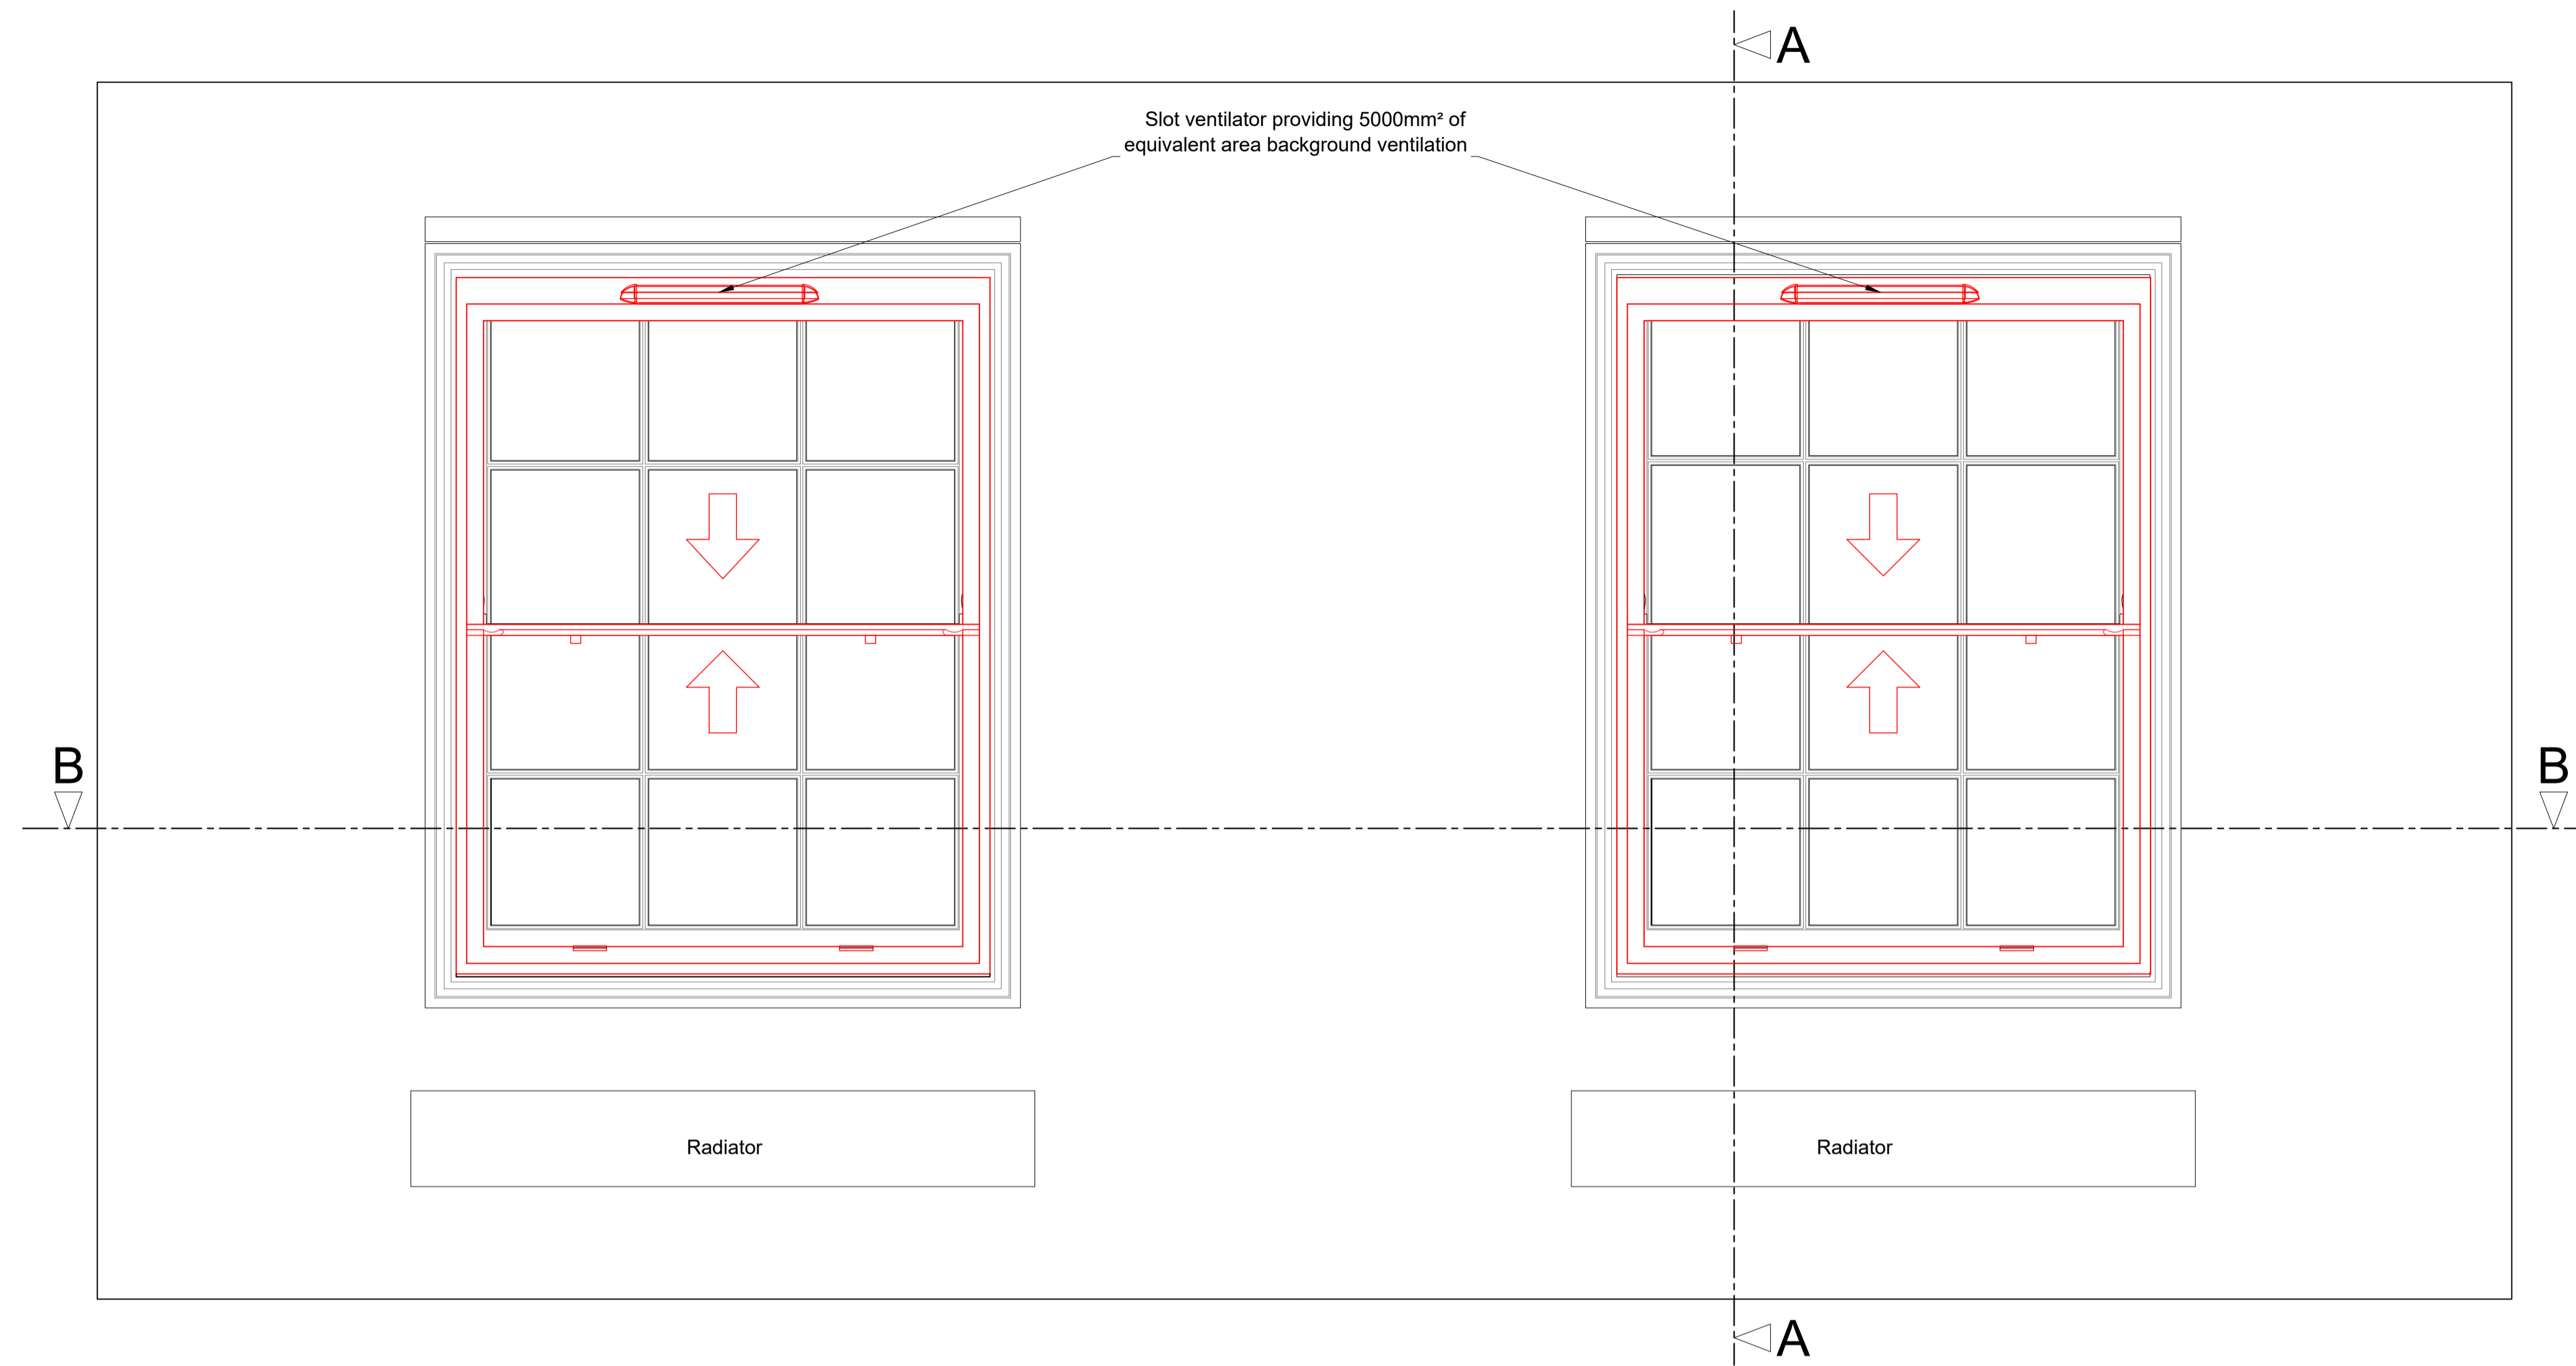 A
Slot ventilator providing 5000mm² of
equivalent area background ventilation
B
B
Radiator
Radiator
A